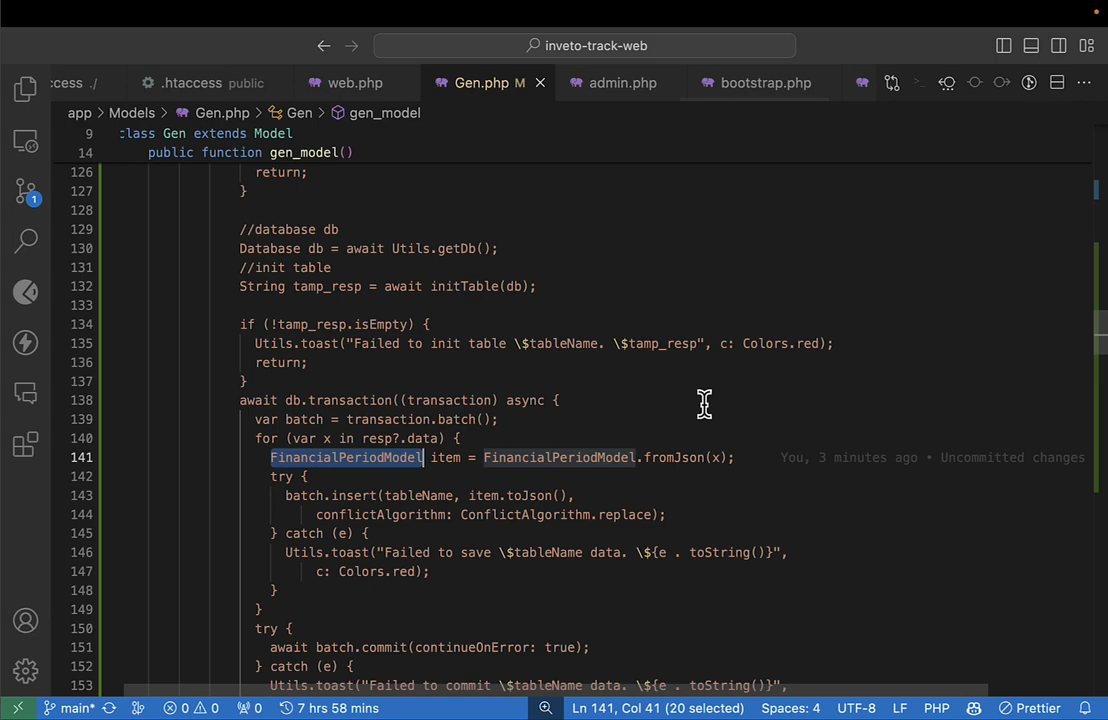 inveto-track-web
ccess ./
.htaccess public
web.php
Gen.php M
admin.php
bootstrap.php
app > Models > Gen.php > Gen > gen_model
9 class Gen extends Model
14 public function gen_model()
126 return;
127 }
128
129 //database db
130 Database db = await Utils.getDb();
131 //init table
132 String tamp_resp = await initTable(db);
133
134 if (!tamp_resp.isEmpty) {
135 Utils.toast("Failed to init table \$tableName. \$tamp_resp", c: Colors.red);
136 return;
137 }
138 await db.transaction((transaction) async {
139 var batch = transaction.batch();
140 for (var x in resp?.data) {
141 FinancialPeriodModel item = FinancialPeriodModel.fromJson(x); You, 3 minutes ago • Uncommitted changes
142 try {
143 batch.insert(tableName, item.toJson(),
144 conflictAlgorithm: ConflictAlgorithm.replace);
145 } catch (e) {
146 Utils.toast("Failed to save \$tableName data. \${e . toString()}",
147 c: Colors.red);
148 }
149 }
150 try {
151 await batch.commit(continueOnError: true);
152 } catch (e) {
153 Utils.toast("Failed to commit \$tableName data. \${e . toString()}",
1
main* 0 0 0 7 hrs 58 mins Ln 141, Col 41 (20 selected) Spaces: 4 UTF-8 LF PHP Prettier